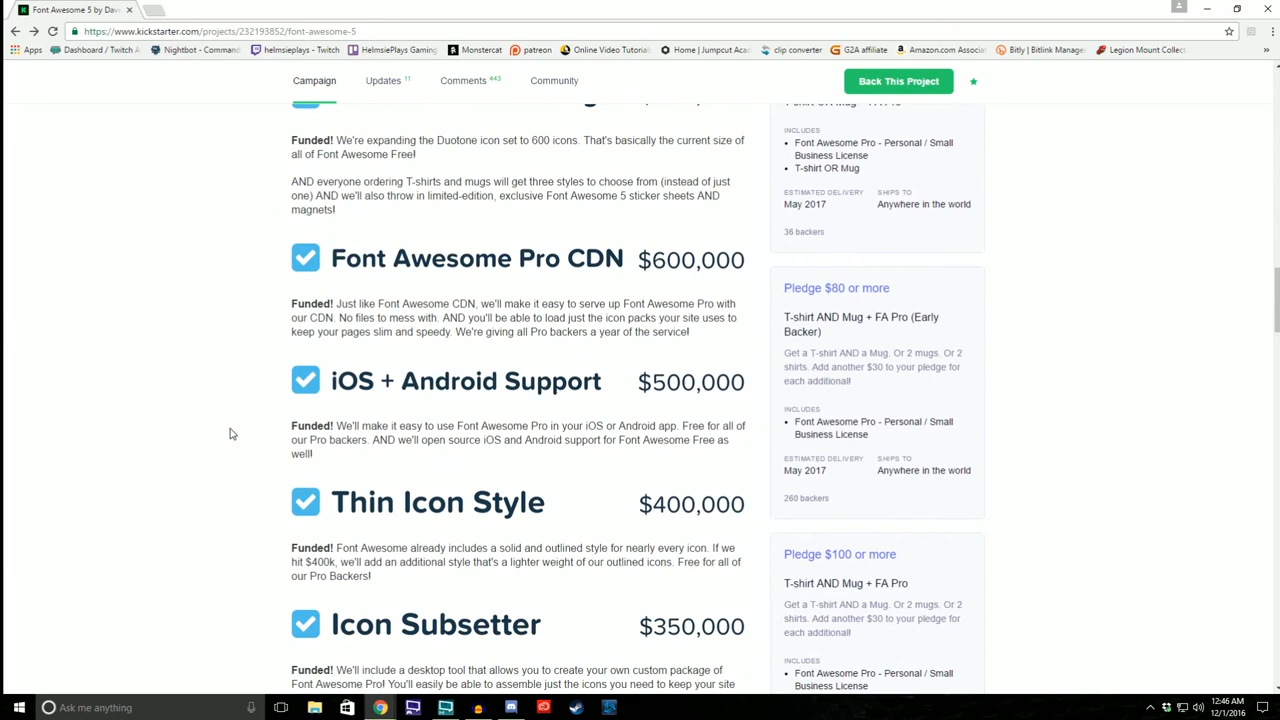 Font Awesome 5 by Dave
https://www.kickstarter.com/projects/232193852/font-awesome-5
Apps Dashboard / Twitch Nightbot - Command helmsieplays - Twitch HelmsiePlays Gaming Monstercat patreon Online Video Tutorial Home | Jumpcut Aca clip converter G2A affiliate Amazon.com Associat Bitly | Bitlink Manage Legion Mount Collect »
Campaign Updates 11 Comments 443 Community Back This Project
Funded! We're expanding the Duotone icon set to 600 icons. That's basically the current size of
all of Font Awesome Free!
AND everyone ordering T-shirts and mugs will get three styles to choose from (instead of just
one) AND we'll also throw in limited-edition, exclusive Font Awesome 5 sticker sheets AND
magnets!
Font Awesome Pro CDN $600,000
Funded! Just like Font Awesome CDN, we'll make it easy to serve up Font Awesome Pro with
our CDN. No files to mess with. AND you'll be able to load just the icon packs your site uses to
keep your pages slim and speedy. We're giving all Pro backers a year of the service!
iOS + Android Support $500,000
Funded! We'll make it easy to use Font Awesome Pro in your iOS or Android app. Free for all of
our Pro backers. AND we'll open source iOS and Android support for Font Awesome Free as
well!
Thin Icon Style $400,000
Funded! Font Awesome already includes a solid and outlined style for nearly every icon. If we
hit $400k, we'll add an additional style that's a lighter weight of our outlined icons. Free for all of
our Pro Backers!
Icon Subsetter $350,000
Funded! We'll include a desktop tool that allows you to create your own custom package of
Font Awesome Pro! You'll easily be able to assemble just the icons you need to keep your site
INCLUDES
• Font Awesome Pro - Personal / Small
Business License
• T-shirt OR Mug
ESTIMATED DELIVERY SHIPS TO
May 2017 Anywhere in the world
36 backers
Pledge $80 or more
T-shirt AND Mug + FA Pro (Early
Backer)
Get a T-shirt AND a Mug. Or 2 mugs. Or 2
shirts. Add another $30 to your pledge for
each additional!
INCLUDES
• Font Awesome Pro - Personal / Small
Business License
ESTIMATED DELIVERY SHIPS TO
May 2017 Anywhere in the world
260 backers
Pledge $100 or more
T-shirt AND Mug + FA Pro
Get a T-shirt AND a Mug. Or 2 mugs. Or 2
shirts. Add another $30 to your pledge for
each additional!
INCLUDES
• Font Awesome Pro - Personal / Small
Business License
Ask me anything
12:46 AM
12/1/2016